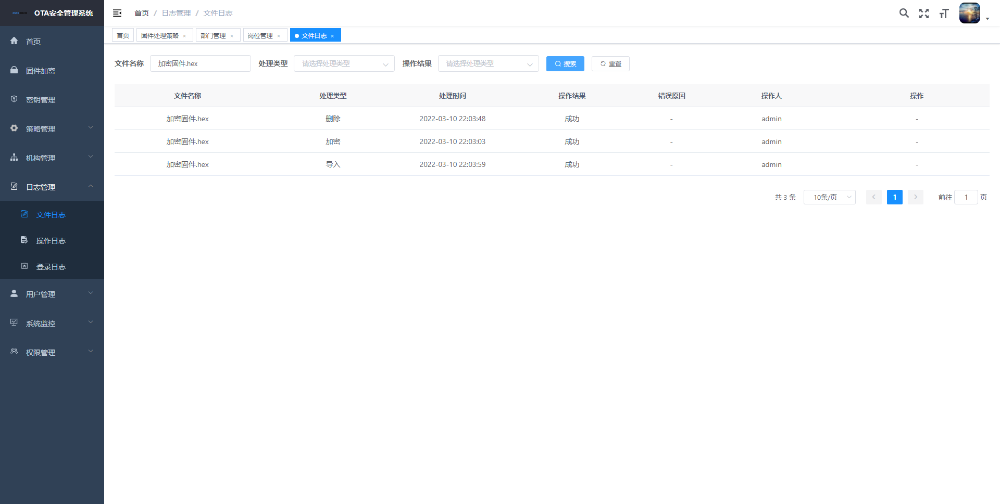 OTA安全管理系统
首页 / 日志管理 / 文件日志
首页
固件处理策略 ×
部门管理 ×
岗位管理 ×
文件日志 ×
首页
固件加密
密钥管理
策略管理
机构管理
日志管理
文件日志
操作日志
登录日志
用户管理
系统监控
权限管理
文件名称 加密固件.hex 处理类型 请选择处理类型 操作结果 请选择处理类型 搜索 重置
文件名称 处理类型 处理时间 操作结果 错误原因 操作人 操作
加密固件.hex 删除 2022-03-10 22:03:48 成功 - admin -
加密固件.hex 加密 2022-03-10 22:03:03 成功 - admin -
加密固件.hex 导入 2022-03-10 22:03:59 成功 - admin -
共 3 条 10条/页 1 前往 1 页